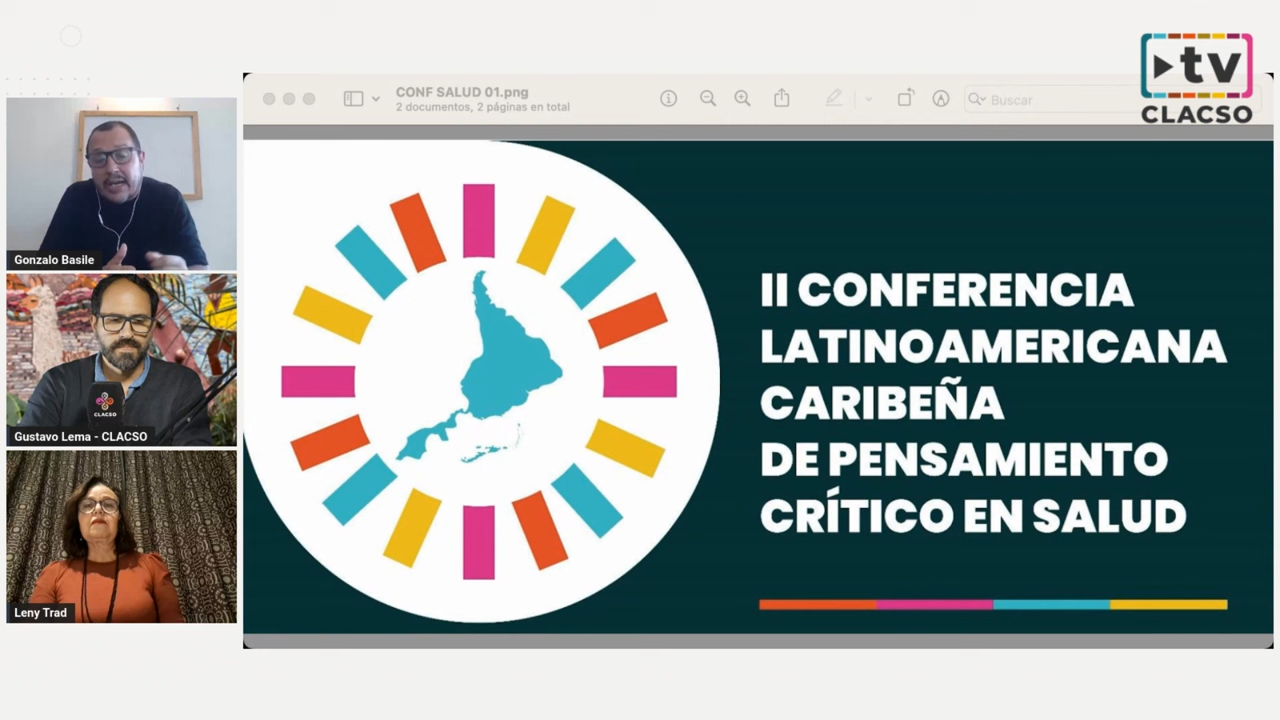 CONF SALUD 01.png
2 documentos, 2 páginas en total
Buscar
tv
CLACSO
Gonzalo Basile
CLACSO
Gustavo Lema - CLACSO
Leny Trad
II CONFERENCIA
LATINOAMERICANA
CARIBEÑA
DE PENSAMIENTO
CRÍTICO EN SALUD